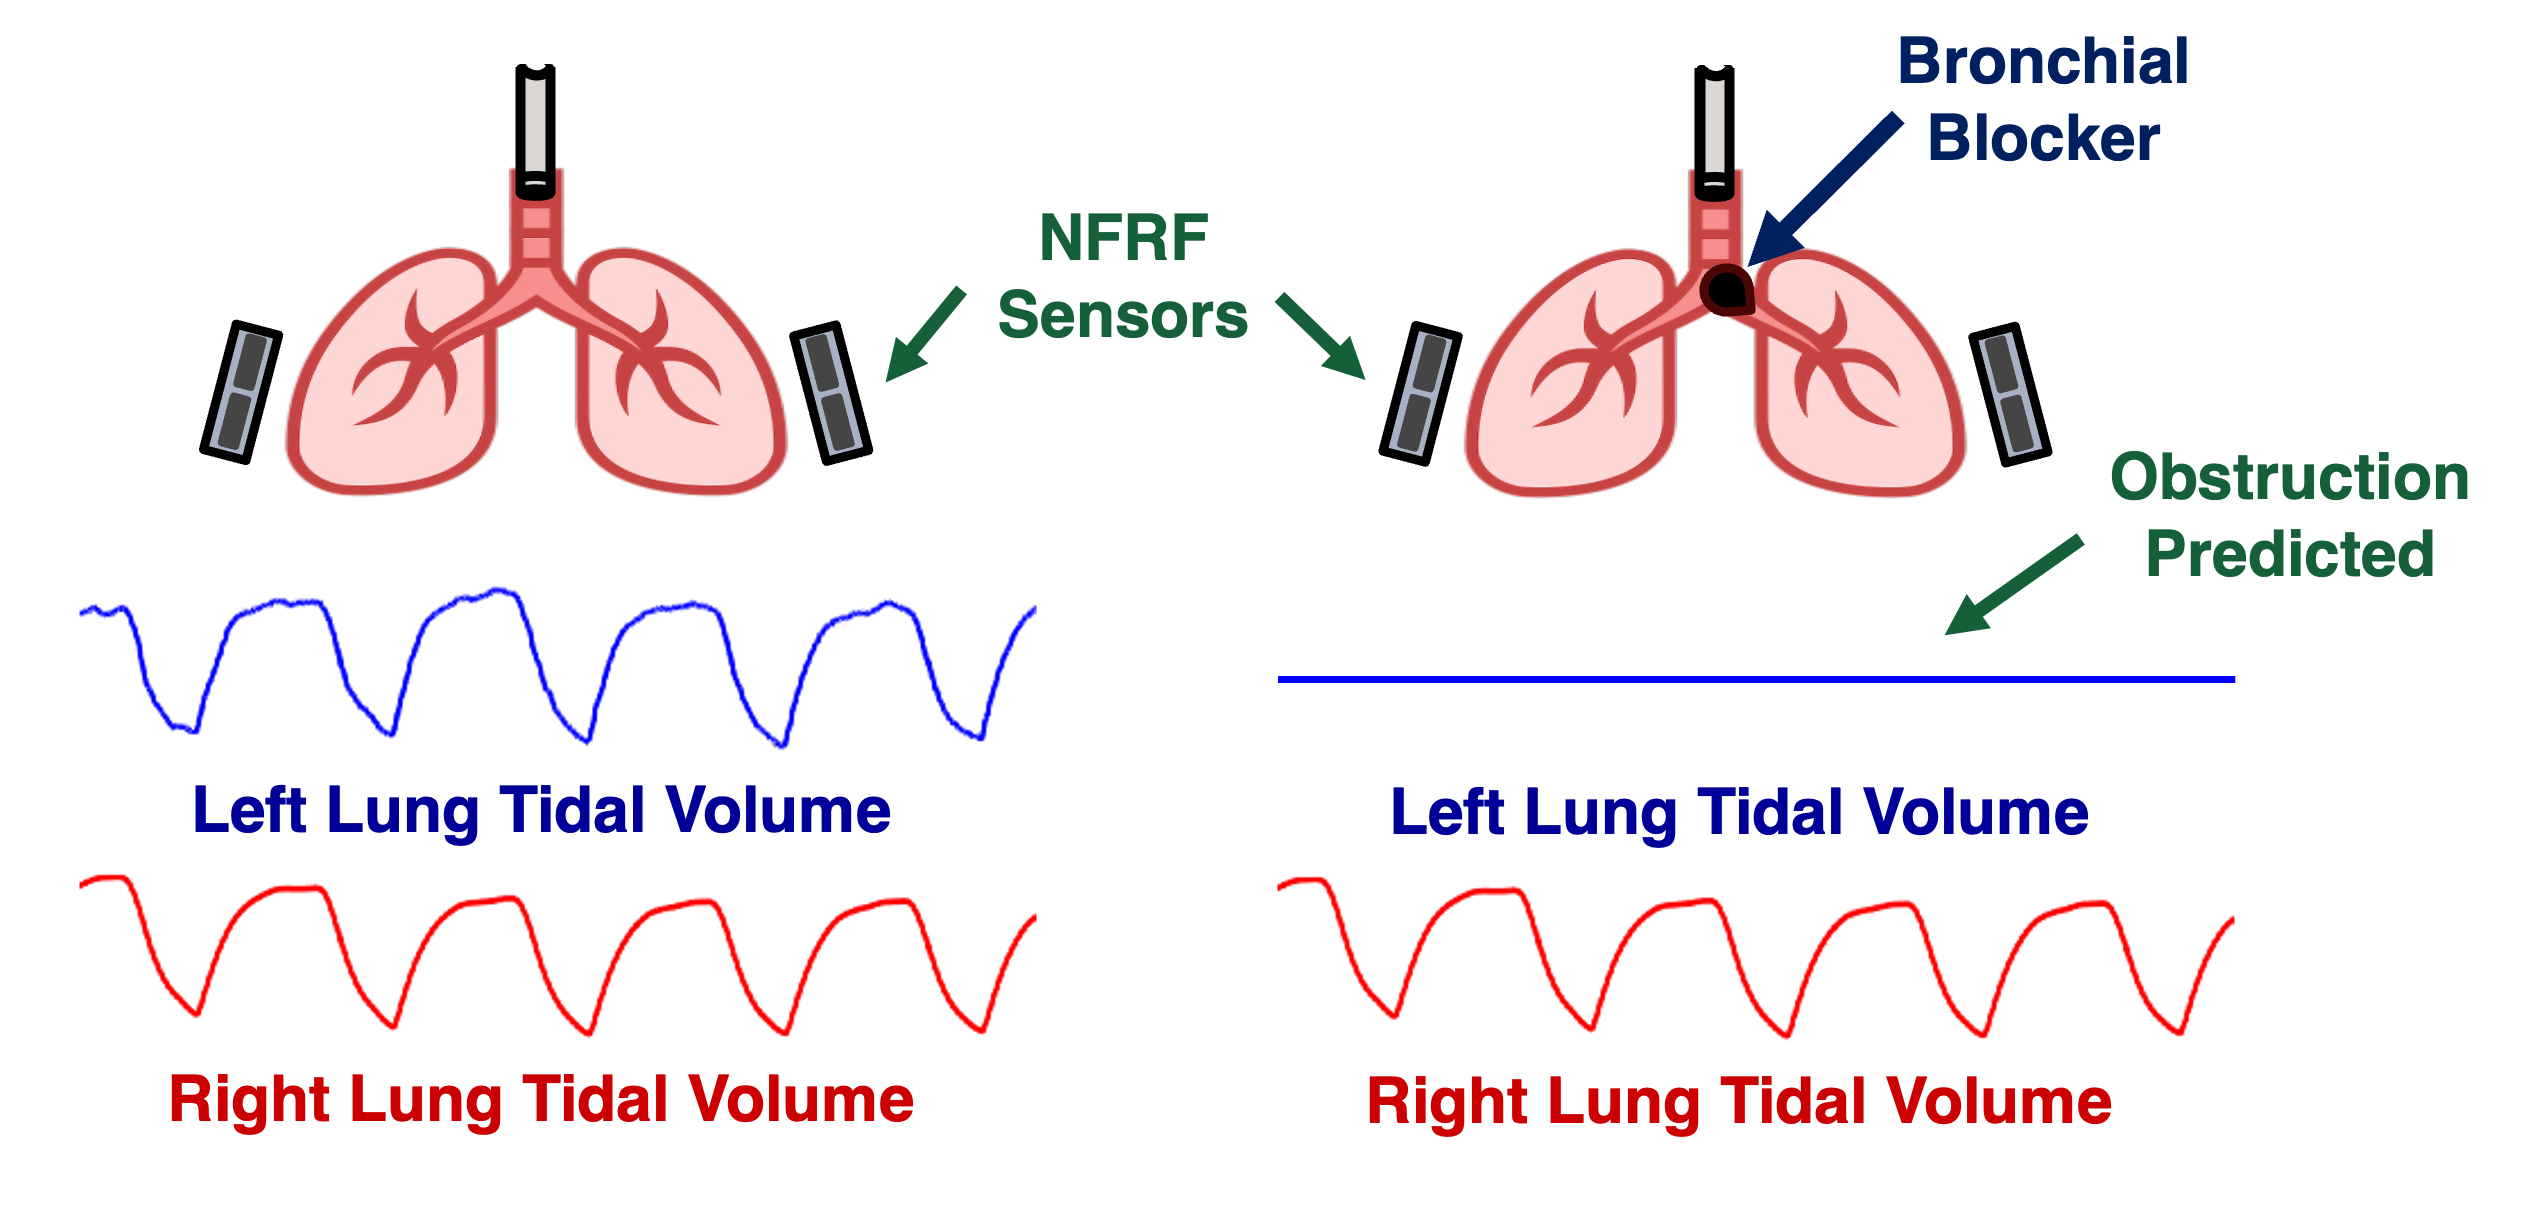 Bronchial
Blocker
NFRF
Sensors
Obstruction
Predicted
Left Lung Tidal Volume
Left Lung Tidal Volume
Right Lung Tidal Volume
Right Lung Tidal Volume